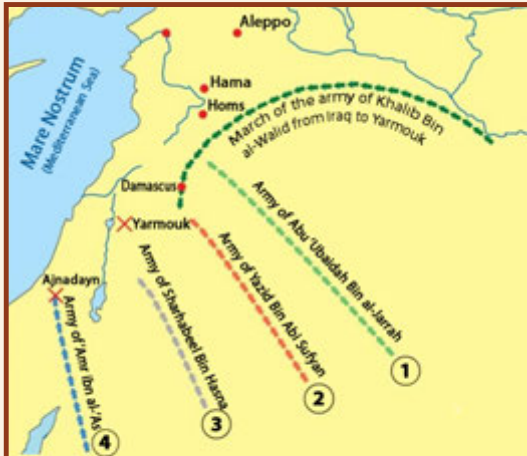 Aleppo
Mare Nostrum
(Mediterranean Sea)
Hama
Homs
March of the army of Khalib Bin
al-Walid from Iraq to Yarmouk
Damascus
Yarmouk
Army of Abu 'Ubaidah Bin al-Jarrah
Army of Yazid Bin Abi Sufyan
Army of Sharhabeel Bin Hasna
Ajnadayn
Army of 'Amr ibn al-'As
1
2
3
4